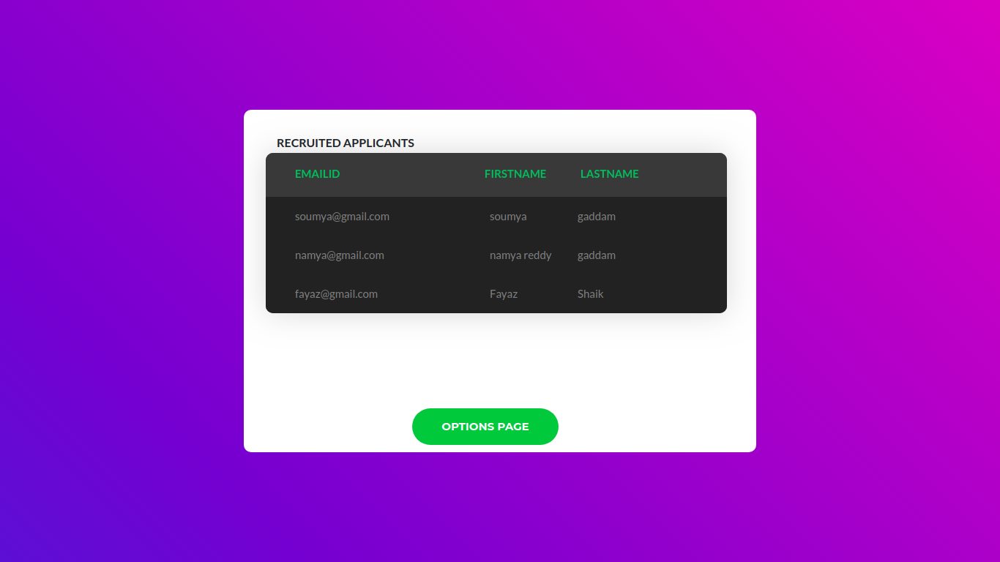 RECRUITED APPLICANTS
EMAILID FIRSTNAME LASTNAME
soumya@gmail.com soumya gaddam
namya@gmail.com namya reddy gaddam
fayaz@gmail.com Fayaz Shaik
OPTIONS PAGE